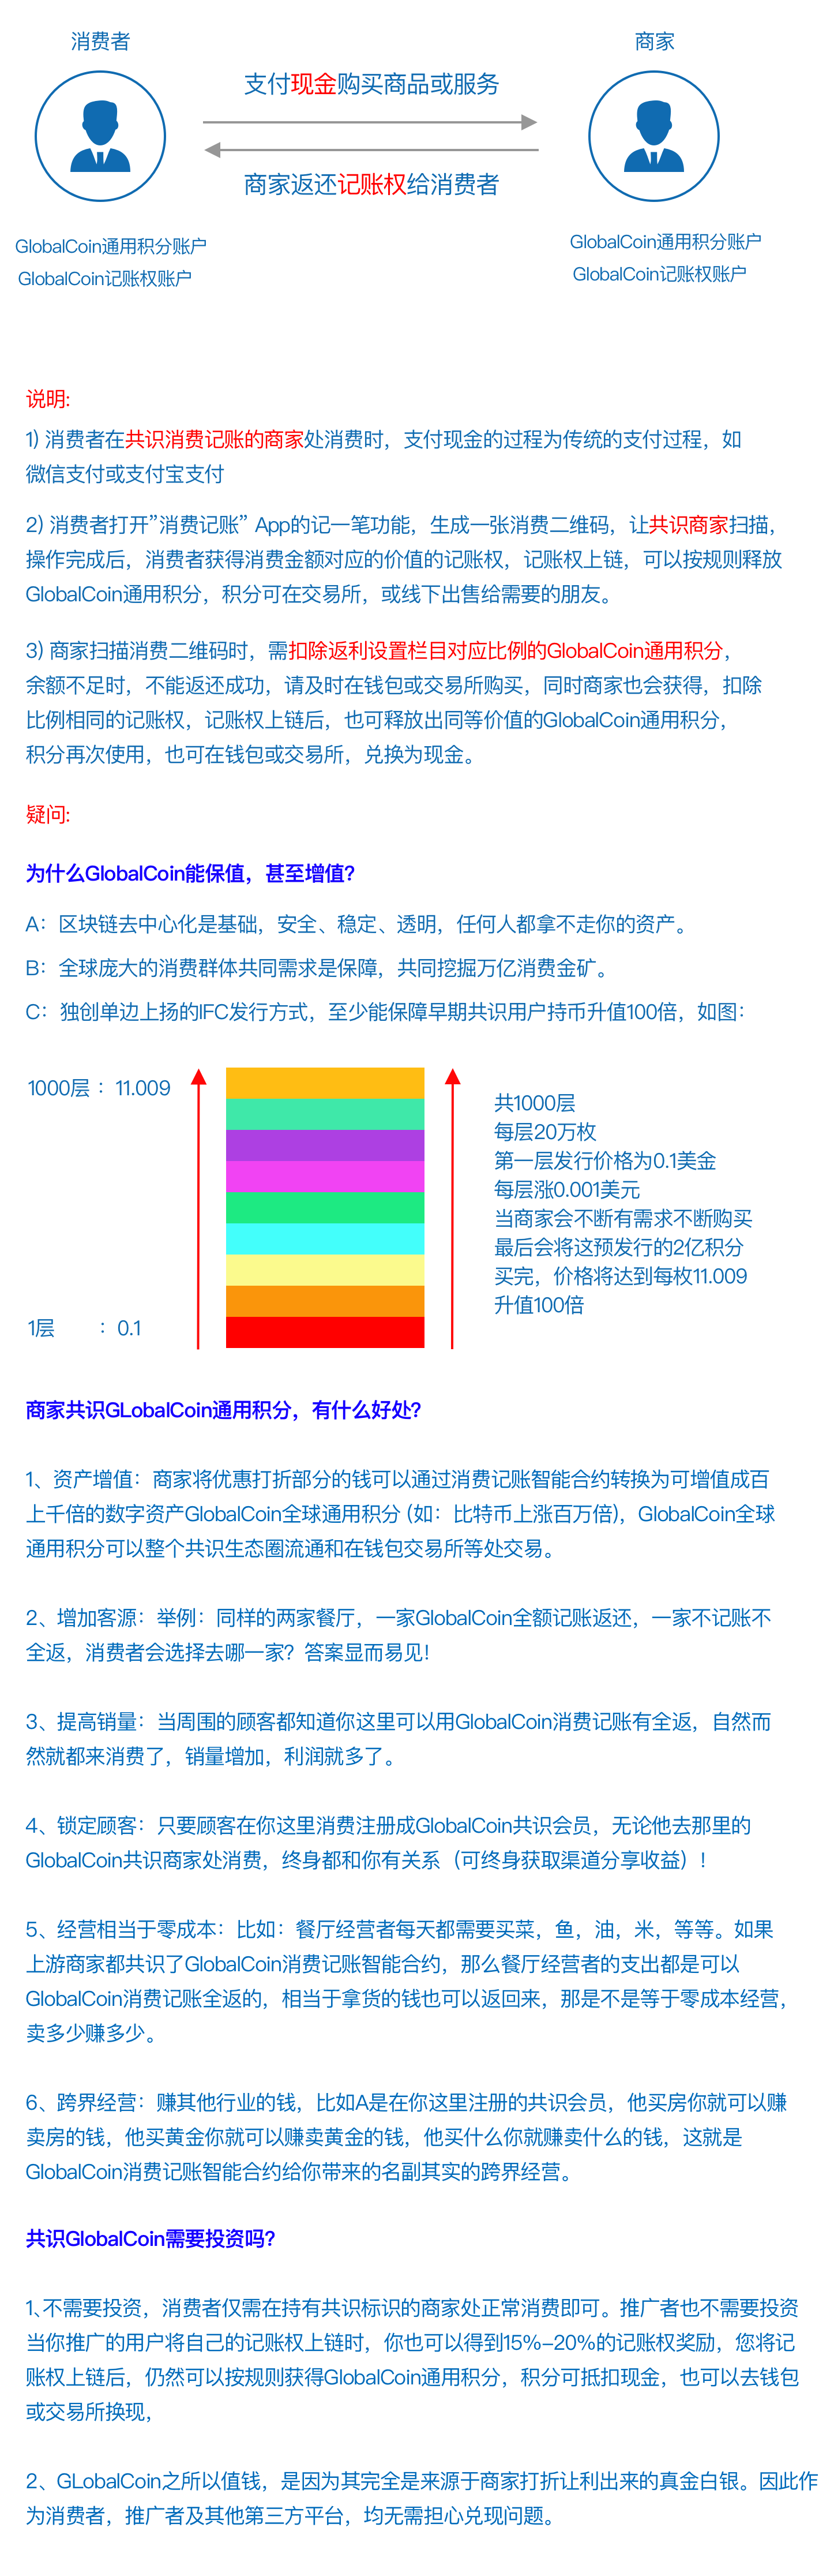 消费者
商家
支付现金购买商品或服务
商家返还记账权给消费者
GlobalCoin通用积分账户
GlobalCoin记账权账户
GlobalCoin通用积分账户
GlobalCoin记账权账户
说明:
1) 消费者在共识消费记账的商家处消费时，支付现金的过程为传统的支付过程，如
微信支付或支付宝支付
2) 消费者打开”消费记账” App的记一笔功能，生成一张消费二维码，让共识商家扫描，
操作完成后，消费者获得消费金额对应的价值的记账权，记账权上链，可以按规则释放
GlobalCoin通用积分，积分可在交易所，或线下出售给需要的朋友。
3) 商家扫描消费二维码时，需扣除返利设置栏目对应比例的GlobalCoin通用积分，
余额不足时，不能返还成功，请及时在钱包或交易所购买，同时商家也会获得，扣除
比例相同的记账权，记账权上链后，也可释放出同等价值的GlobalCoin通用积分，
积分再次使用，也可在钱包或交易所，兑换为现金。
疑问:
为什么GlobalCoin能保值，甚至增值？
A：区块链去中心化是基础，安全、稳定、透明，任何人都拿不走你的资产。
B：全球庞大的消费群体共同需求是保障，共同挖掘万亿消费金矿。
C：独创单边上扬的IFC发行方式，至少能保障早期共识用户持币升值100倍，如图：
1000层：11.009
共1000层
每层20万枚
第一层发行价格为0.1美金
每层涨0.001美元
当商家会不断有需求不断购买
最后会将这预发行的2亿积分
买完，价格将达到每枚11.009
升值100倍
1层 ：0.1
商家共识GLobalCoin通用积分，有什么好处？
1、资产增值：商家将优惠打折部分的钱可以通过消费记账智能合约转换为可增值成百
上千倍的数字资产GlobalCoin全球通用积分 (如：比特币上涨百万倍)，GlobalCoin全球
通用积分可以整个共识生态圈流通和在钱包交易所等处交易。
2、增加客源：举例：同样的两家餐厅，一家GlobalCoin全额记账返还，一家不记账不
全返，消费者会选择去哪一家？答案显而易见！
3、提高销量：当周围的顾客都知道你这里可以用GlobalCoin消费记账有全返，自然而
然就都来消费了，销量增加，利润就多了。
4、锁定顾客：只要顾客在你这里消费注册成GlobalCoin共识会员，无论他去那里的
GlobalCoin共识商家处消费，终身都和你有关系（可终身获取渠道分享收益）！
5、经营相当于零成本：比如：餐厅经营者每天都需要买菜，鱼，油，米，等等。如果
上游商家都共识了GlobalCoin消费记账智能合约，那么餐厅经营者的支出都是可以
GlobalCoin消费记账全返的，相当于拿货的钱也可以返回来，那是不是等于零成本经营，
卖多少赚多少。
6、跨界经营：赚其他行业的钱，比如A是在你这里注册的共识会员，他买房你就可以赚
卖房的钱，他买黄金你就可以赚卖黄金的钱，他买什么你就赚卖什么的钱，这就是
GlobalCoin消费记账智能合约给你带来的名副其实的跨界经营。
共识GlobalCoin需要投资吗？
1、不需要投资，消费者仅需在持有共识标识的商家处正常消费即可。推广者也不需要投资
当你推广的用户将自己的记账权上链时，你也可以得到15%-20%的记账权奖励，您将记
账权上链后，仍然可以按规则获得GlobalCoin通用积分，积分可抵扣现金，也可以去钱包
或交易所换现，
2、GLobalCoin之所以值钱，是因为其完全是来源于商家打折让利出来的真金白银。因此作
为消费者，推广者及其他第三方平台，均无需担心兑现问题。